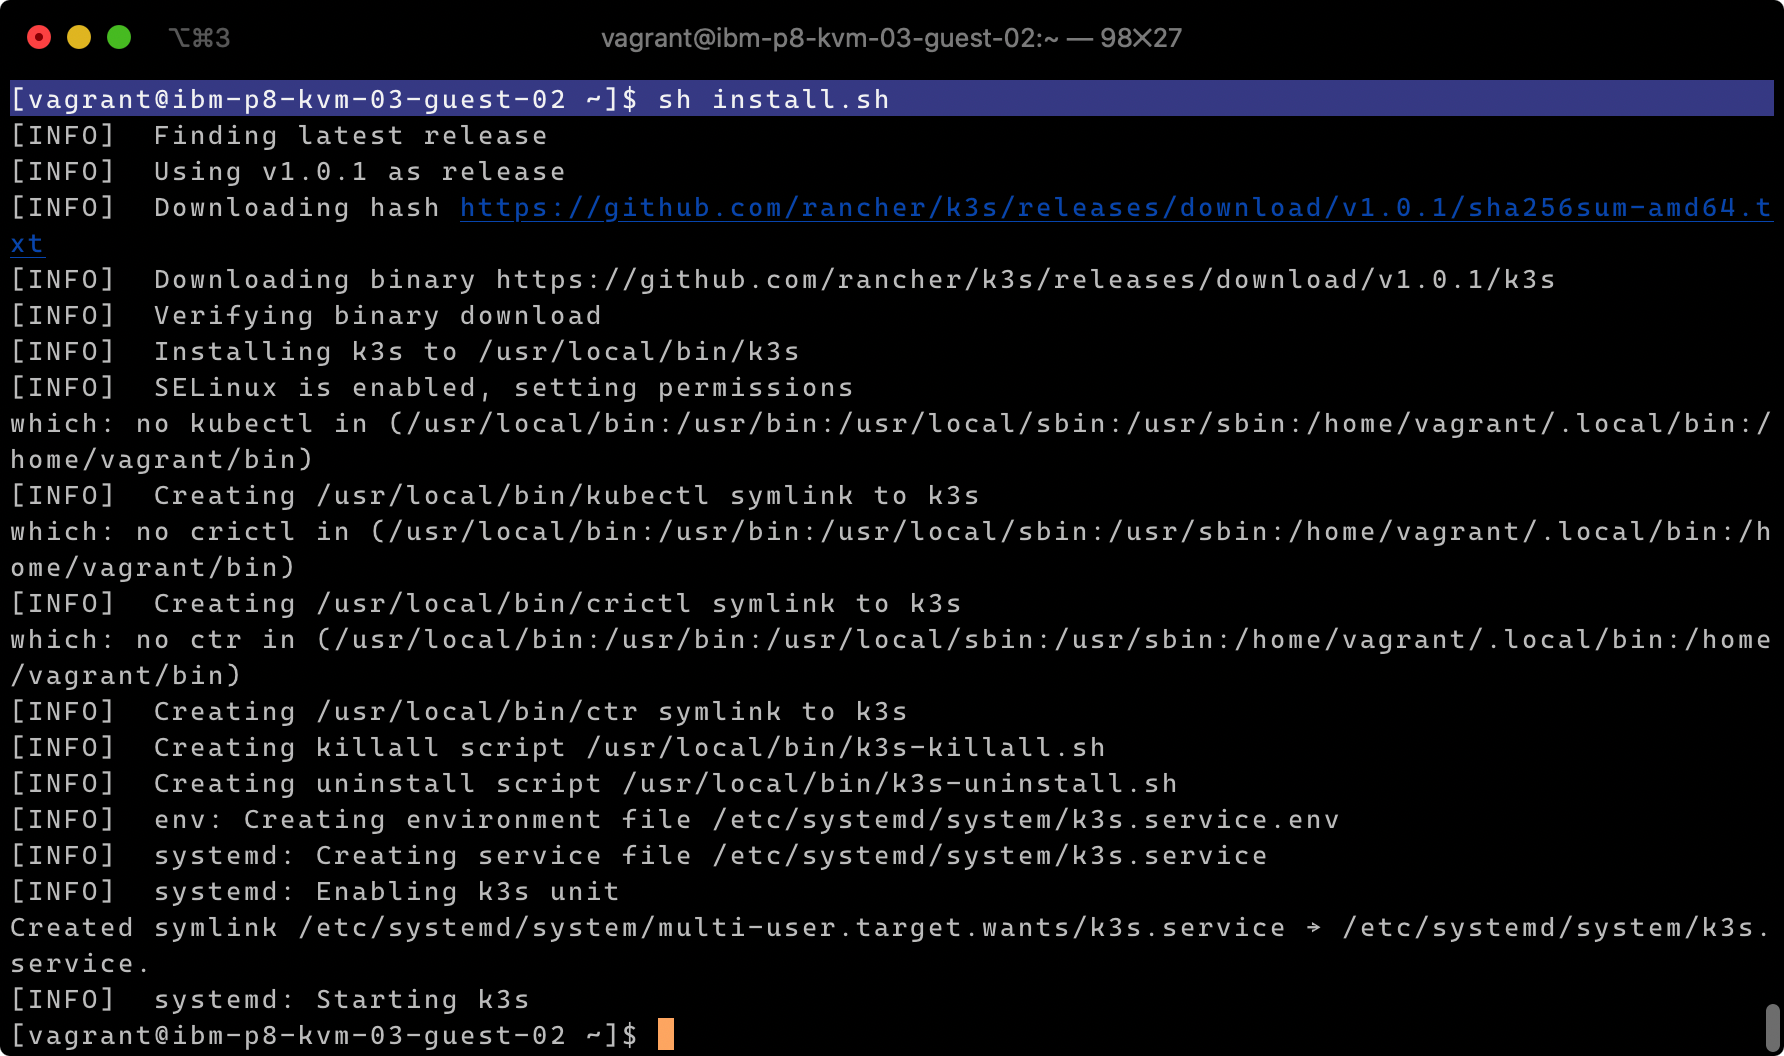 ⌥⌘3
vagrant@ibm-p8-kvm-03-guest-02:~ — 98✕27
[vagrant@ibm-p8-kvm-03-guest-02 ~]$ sh install.sh
[INFO]  Finding latest release
[INFO]  Using v1.0.1 as release
[INFO]  Downloading hash https://github.com/rancher/k3s/releases/download/v1.0.1/sha256sum-amd64.t
xt
[INFO]  Downloading binary https://github.com/rancher/k3s/releases/download/v1.0.1/k3s
[INFO]  Verifying binary download
[INFO]  Installing k3s to /usr/local/bin/k3s
[INFO]  SELinux is enabled, setting permissions
which: no kubectl in (/usr/local/bin:/usr/bin:/usr/local/sbin:/usr/sbin:/home/vagrant/.local/bin:/
home/vagrant/bin)
[INFO]  Creating /usr/local/bin/kubectl symlink to k3s
which: no crictl in (/usr/local/bin:/usr/bin:/usr/local/sbin:/usr/sbin:/home/vagrant/.local/bin:/h
ome/vagrant/bin)
[INFO]  Creating /usr/local/bin/crictl symlink to k3s
which: no ctr in (/usr/local/bin:/usr/bin:/usr/local/sbin:/usr/sbin:/home/vagrant/.local/bin:/home
/vagrant/bin)
[INFO]  Creating /usr/local/bin/ctr symlink to k3s
[INFO]  Creating killall script /usr/local/bin/k3s-killall.sh
[INFO]  Creating uninstall script /usr/local/bin/k3s-uninstall.sh
[INFO]  env: Creating environment file /etc/systemd/system/k3s.service.env
[INFO]  systemd: Creating service file /etc/systemd/system/k3s.service
[INFO]  systemd: Enabling k3s unit
Created symlink /etc/systemd/system/multi-user.target.wants/k3s.service → /etc/systemd/system/k3s.
service.
[INFO]  systemd: Starting k3s
[vagrant@ibm-p8-kvm-03-guest-02 ~]$